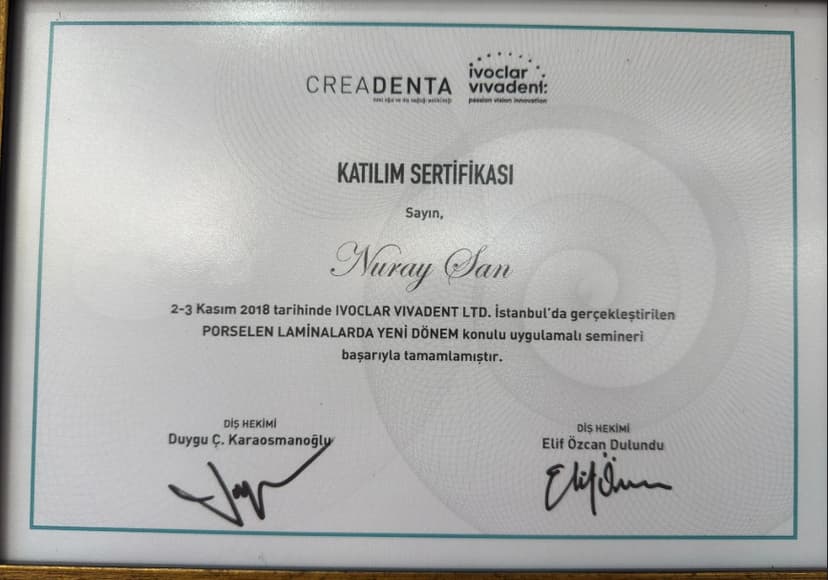 CREADENTA
ivoclar
vivadent:
passion vision innovation
KATILIM SERTİFİKASI
Sayın,
Nuray San
2-3 Kasım 2018 tarihinde IVOCLAR VIVADENT LTD. İstanbul'da gerçekleştirilen
PORSELEN LAMİNALARDA YENİ DÖNEM konulu uygulamalı semineri
başarıyla tamamlamıştır.
DİŞ HEKİMİ
Duygu Ç. Karaosmanoğlu
DİŞ HEKİMİ
Elif Özcan Dulundu